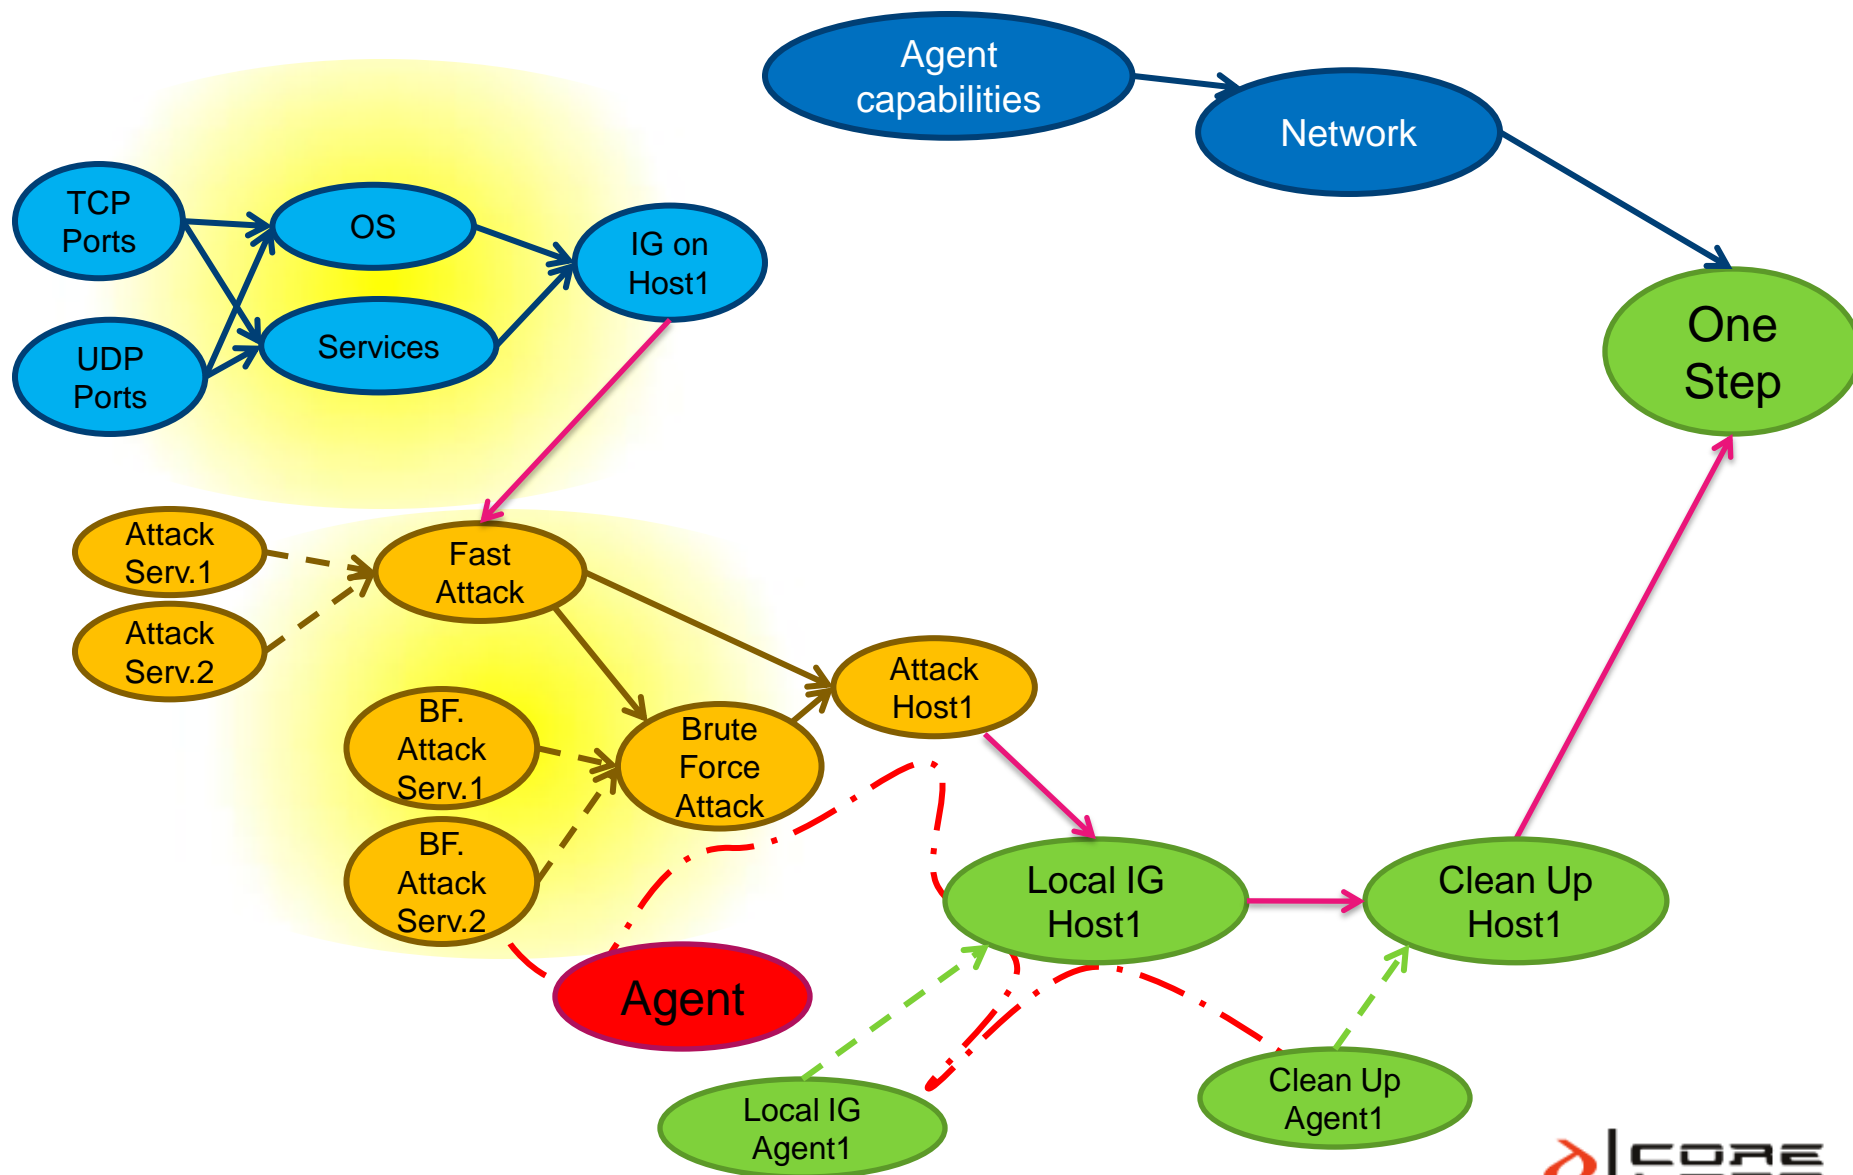 Agent
capabilities
Network
TCP
Ports
OS
IG on
Host1
UDP
Ports
Services
One
Step
Attack
Serv.1
Fast
Attack
Attack
Serv.2
Attack
Host1
BF.
Attack
Serv.1
Brute
Force
Attack
BF.
Attack
Serv.2
Local IG
Host1
Clean Up
Host1
Agent
Local IG
Agent1
Clean Up
Agent1
CORE